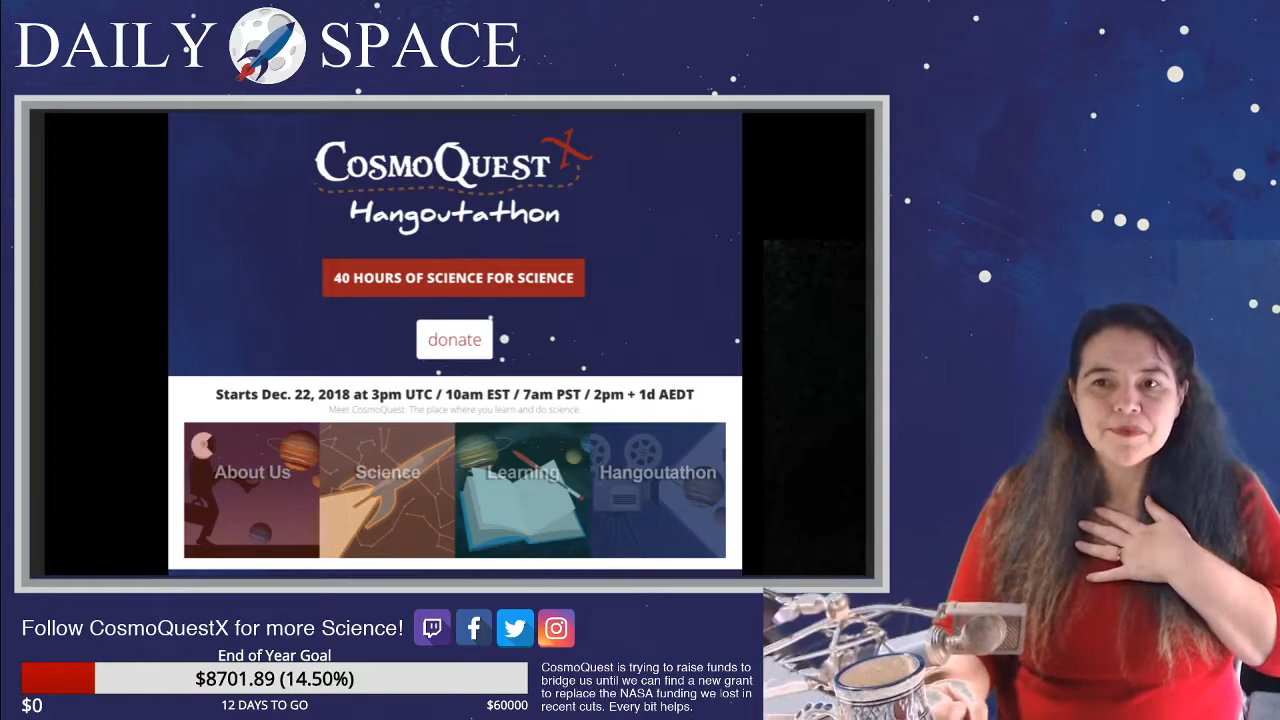 DAILY SPACE
COSMOQUEST X
Hangoutathon
40 HOURS OF SCIENCE FOR SCIENCE
donate
Starts Dec. 22, 2018 at 3pm UTC / 10am EST / 7am PST / 2pm + 1d AEDT
Meet CosmoQuest: The place where you learn and do science.
About Us
Science
Learning
Hangoutathon
Follow CosmoQuestX for more Science!
End of Year Goal
$8701.89 (14.50%)
$0
12 DAYS TO GO
$60000
CosmoQuest is trying to raise funds to
bridge us until we can find a new grant
to replace the NASA funding we lost in
recent cuts. Every bit helps.